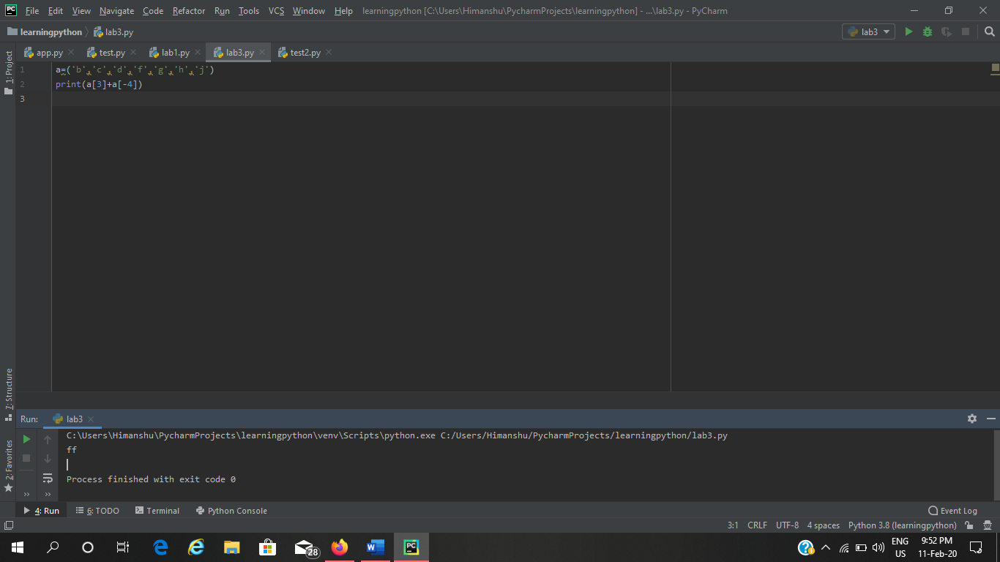 PC File Edit View Navigate Code Refactor Run Tools VCS Window Help learningpython [C:\Users\Himanshu\PycharmProjects\learningpython] - ...\lab3.py - PyCharm
learningpython lab3.py lab3
app.py test.py lab1.py lab3.py test2.py
1: Project
1 a=('b','c','d','f','g','h','j')
2 print(a[3]+a[-4])
3
7: Structure
2: Favorites
Run: lab3
C:\Users\Himanshu\PycharmProjects\learningpython\venv\Scripts\python.exe C:/Users/Himanshu/PycharmProjects/learningpython/lab3.py
ff
Process finished with exit code 0
4: Run 6: TODO Terminal Python Console Event Log
3:1 CRLF UTF-8 4 spaces Python 3.8 (learningpython)
28 W PC ENG 9:52 PM
US 11-Feb-20